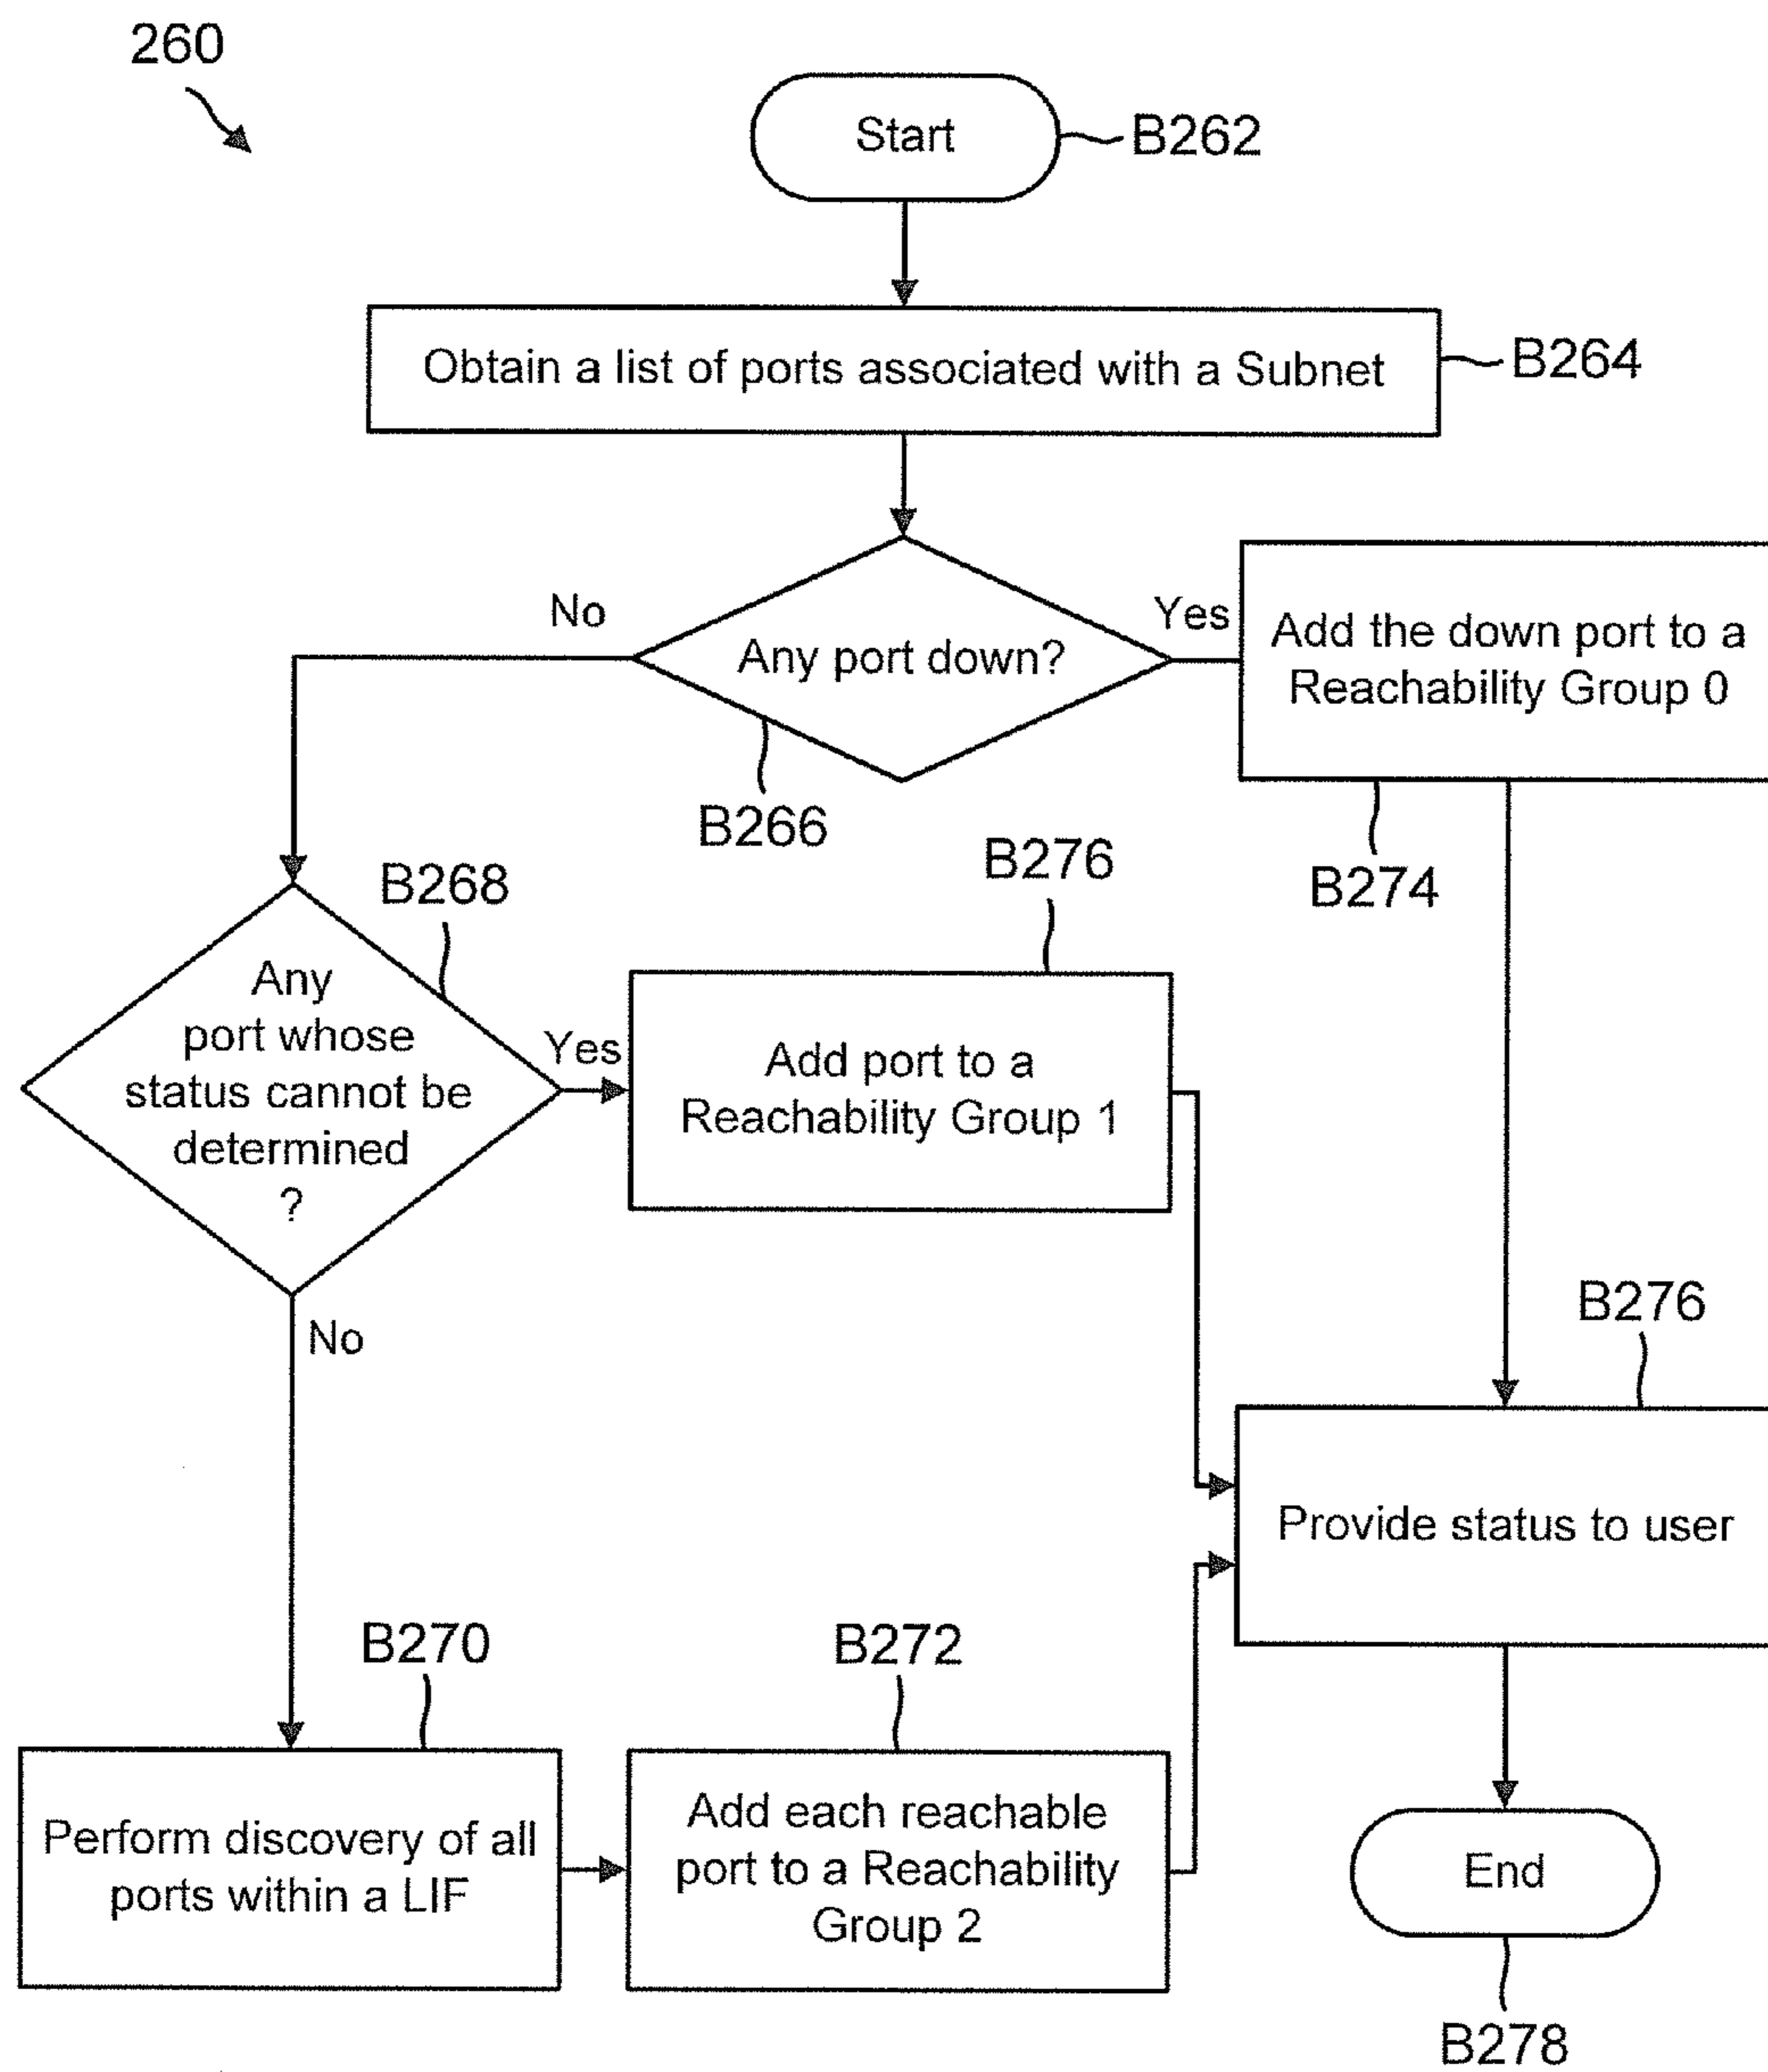 260
Start
B262
Obtain a list of ports associated with a Subnet
B264
No
Any port down?
Yes
Add the down port to a
Reachability Group 0
B266
B274
B268
B276
Any
port whose
status cannot be
determined
?
Yes
Add port to a
Reachability Group 1
No
B276
Provide status to user
B270
B272
Perform discovery of all
ports within a LIF
Add each reachable
port to a Reachability
Group 2
End
B278